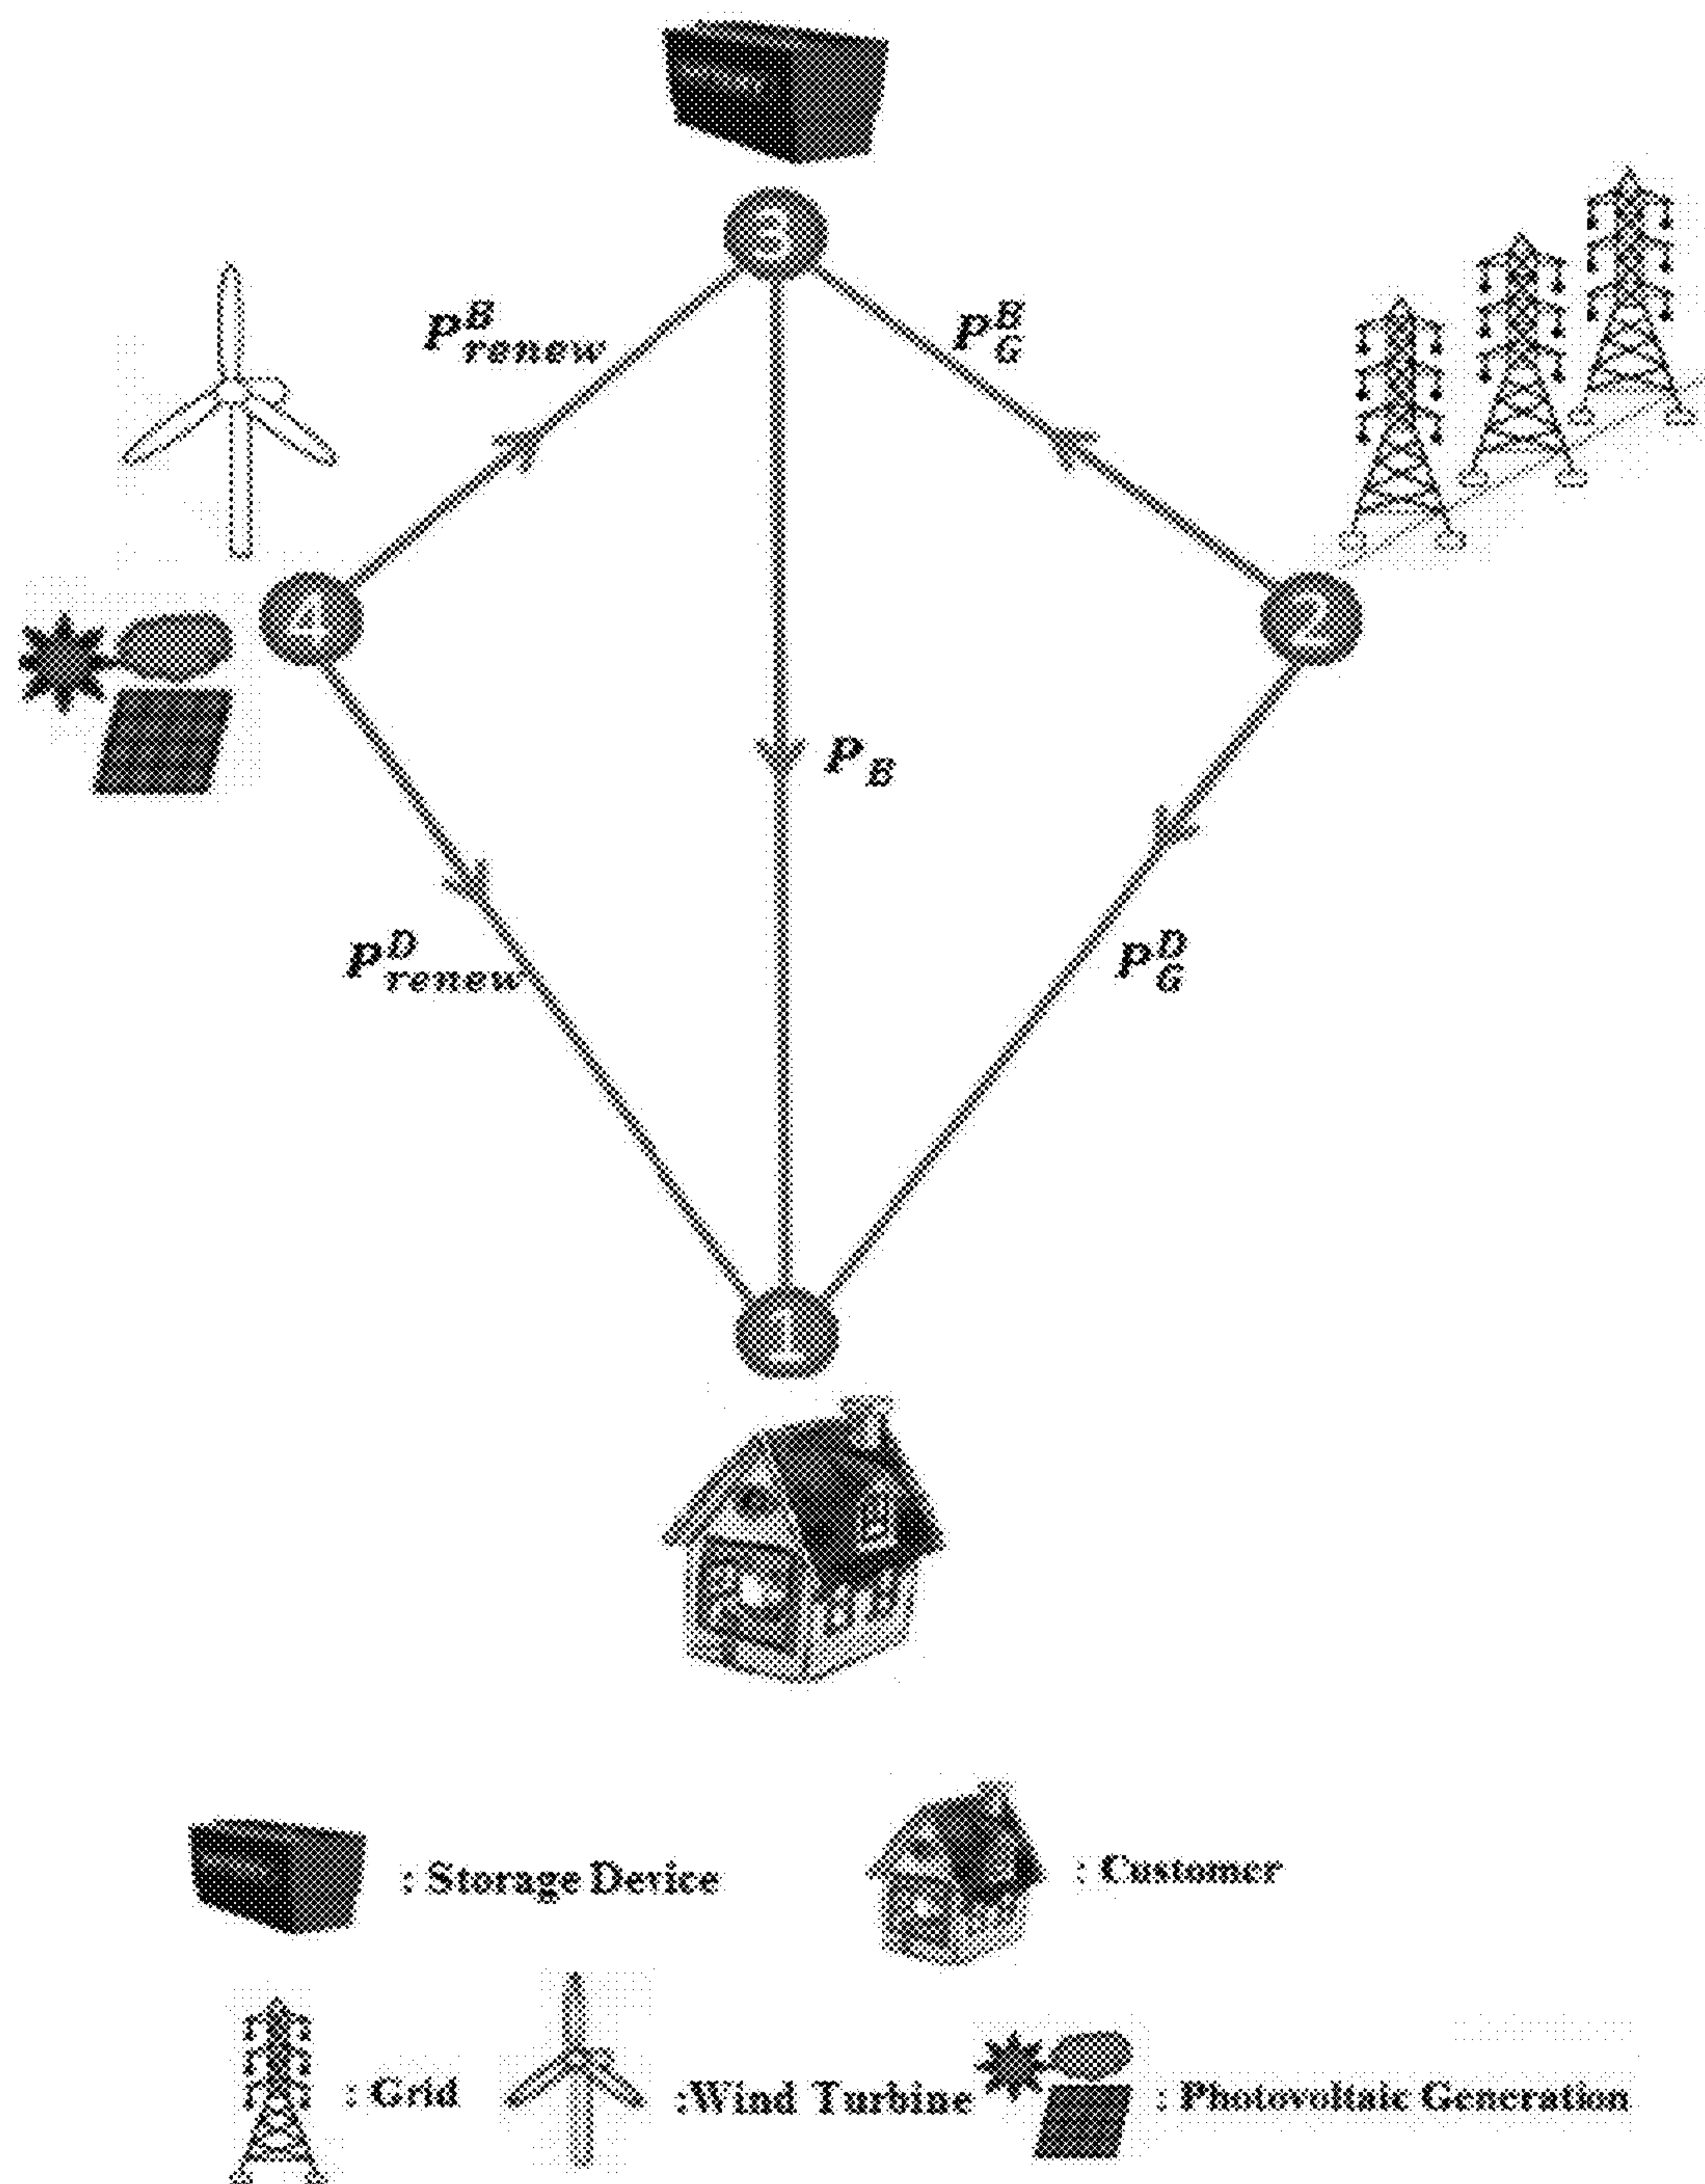 3
P^B_renew
P^B_G
4
2
P_B
P^D_renew
P^D_G
1
: Storage Device
: Customer
: Grid
:Wind Turbine
: Photovoltaic Generation